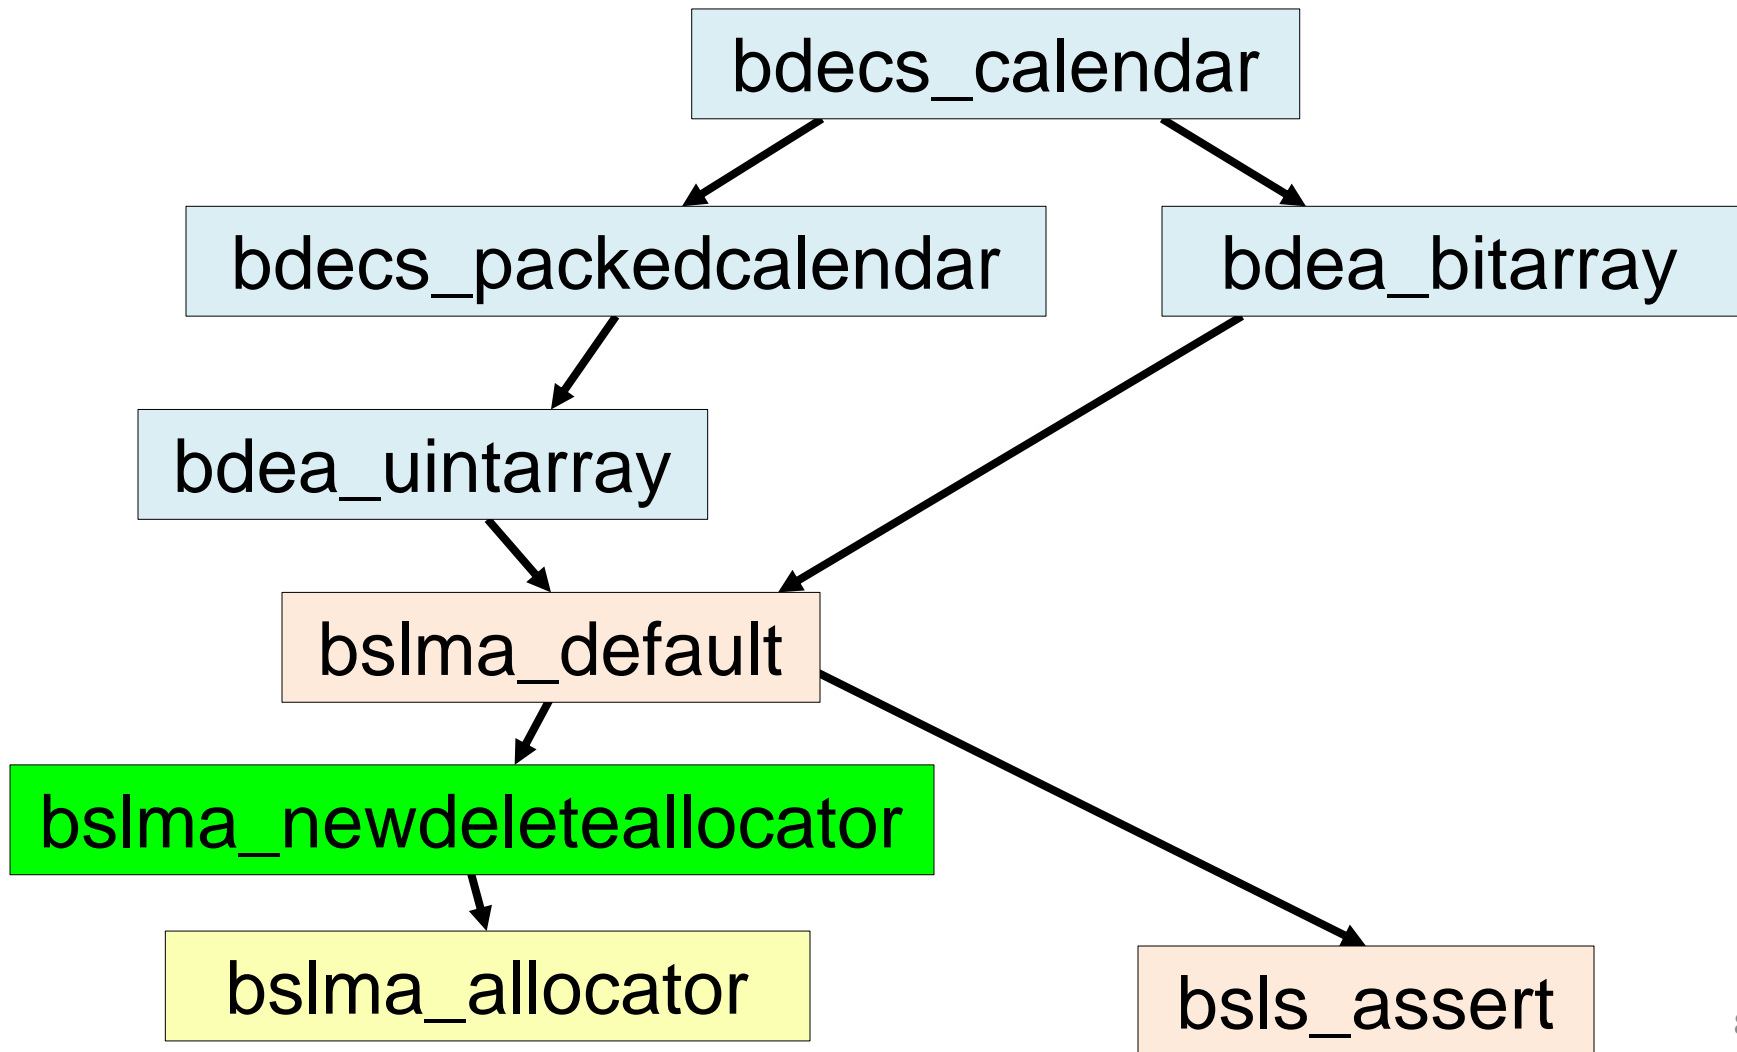 bdecs_calendar
bdecs_packedcalendar
bdea_bitarray
bdea_uintarray
bslma_default
bslma_newdeleteallocator
bslma_allocator
bsls_assert